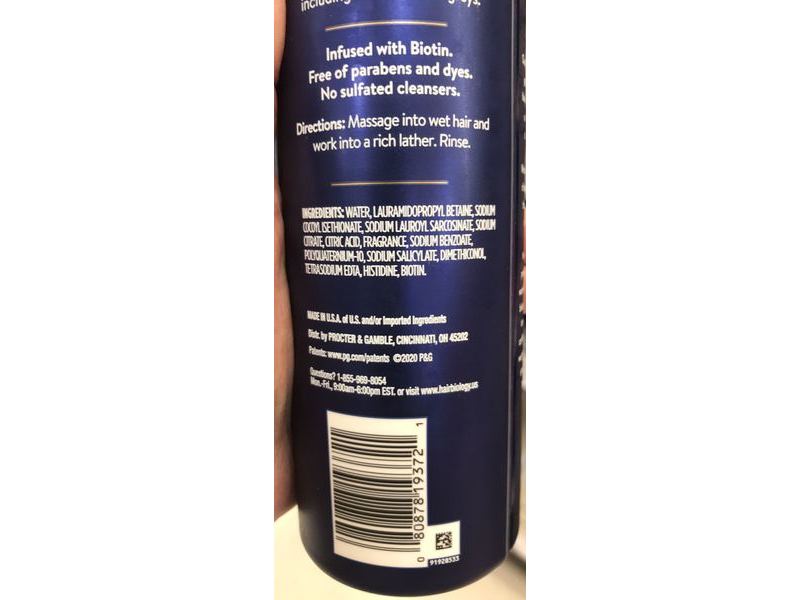 Infused with Biotin.
Free of parabens and dyes.
No sulfated cleansers.
Directions: Massage into wet hair and
work into a rich lather. Rinse.
INGREDIENTS: WATER, LAURAMIDOPROPYL BETAINE, SODIUM
COCOYL ISETHIONATE, SODIUM LAUROYL SARCOSINATE, SODIUM
CITRATE, CITRIC ACID, FRAGRANCE, SODIUM BENZOATE,
POLYQUATERNIUM-10, SODIUM SALICYLATE, DIMETHICONOL,
TETRASODIUM EDTA, HISTIDINE, BIOTIN.
MADE IN U.S.A. of U.S. and/or Imported Ingredients
Distr. by PROCTER & GAMBLE, CINCINNATI, OH 45202
Patents: www.pg.com/patents ©2020 P&G
Questions? 1-855-969-8054
Mon.-Fri., 9:00am-6:00pm EST. or visit www.hairbiology.us
0 80878 19372 1
91928533